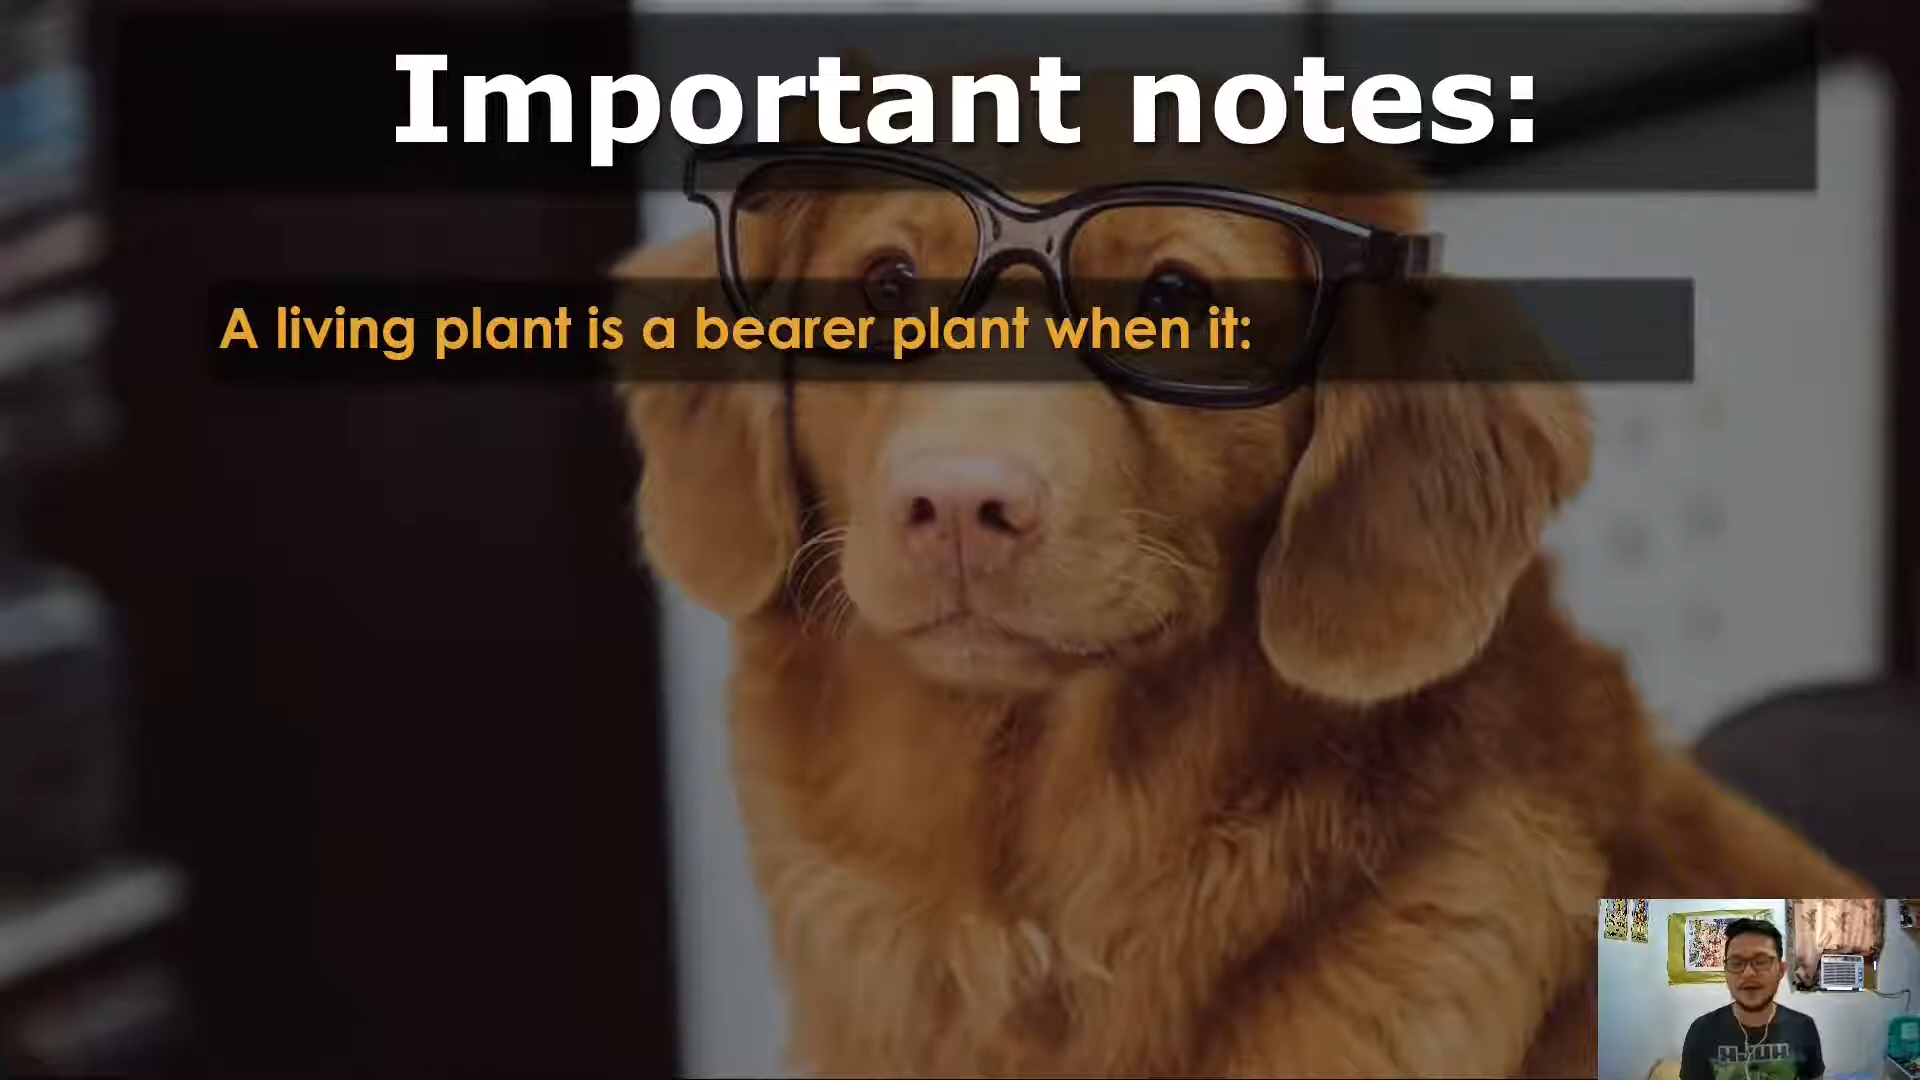 Important notes:
A living plant is a bearer plant when it: